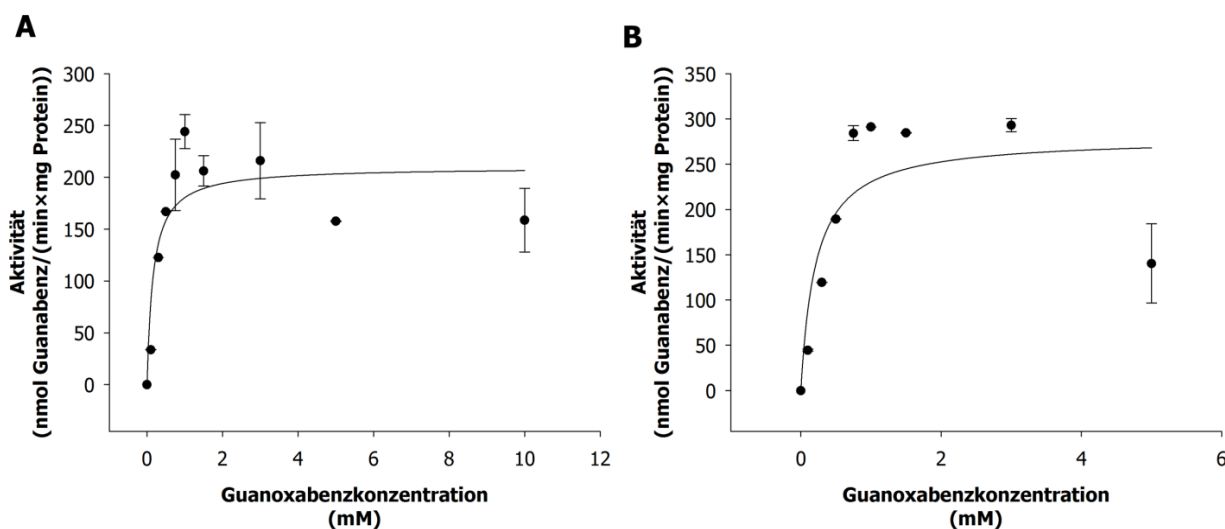 A
Aktivität
(nmol Guanabenz/(min×mg Protein))
300
250
200
150
100
50
0
0 2 4 6 8 10 12
Guanoxabenzkonzentration
(mM)
B
Aktivität
(nmol Guanabenz/(min×mg Protein))
350
300
250
200
150
100
50
0
0 2 4 6
Guanoxabenzkonzentration
(mM)